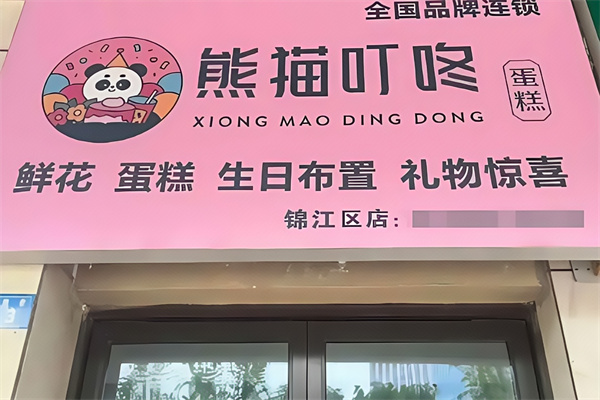 全国品牌连锁
熊猫叮咚
蛋糕
XIONG MAO DING DONG
鲜花 蛋糕 生日布置 礼物惊喜
锦江区店：
3